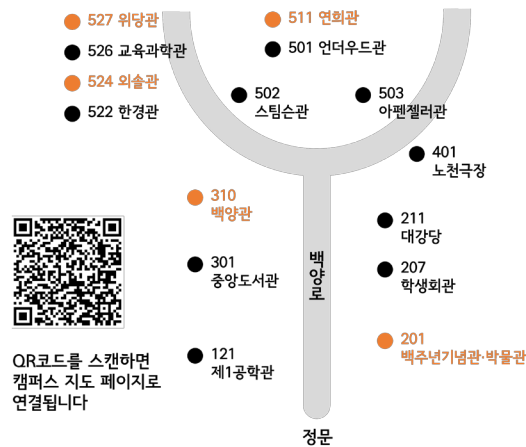 527 위당관
526 교육과학관
524 외솔관
522 한경관
511 연희관
501 언더우드관
502
스팀슨관
503
아펜젤러관
401
노천극장
310
백양관
301
중앙도서관
121
제1공학관
백양로
211
대강당
207
학생회관
201
백주년기념관·박물관
QR코드를 스캔하면
캠퍼스 지도 페이지로
연결됩니다
정문